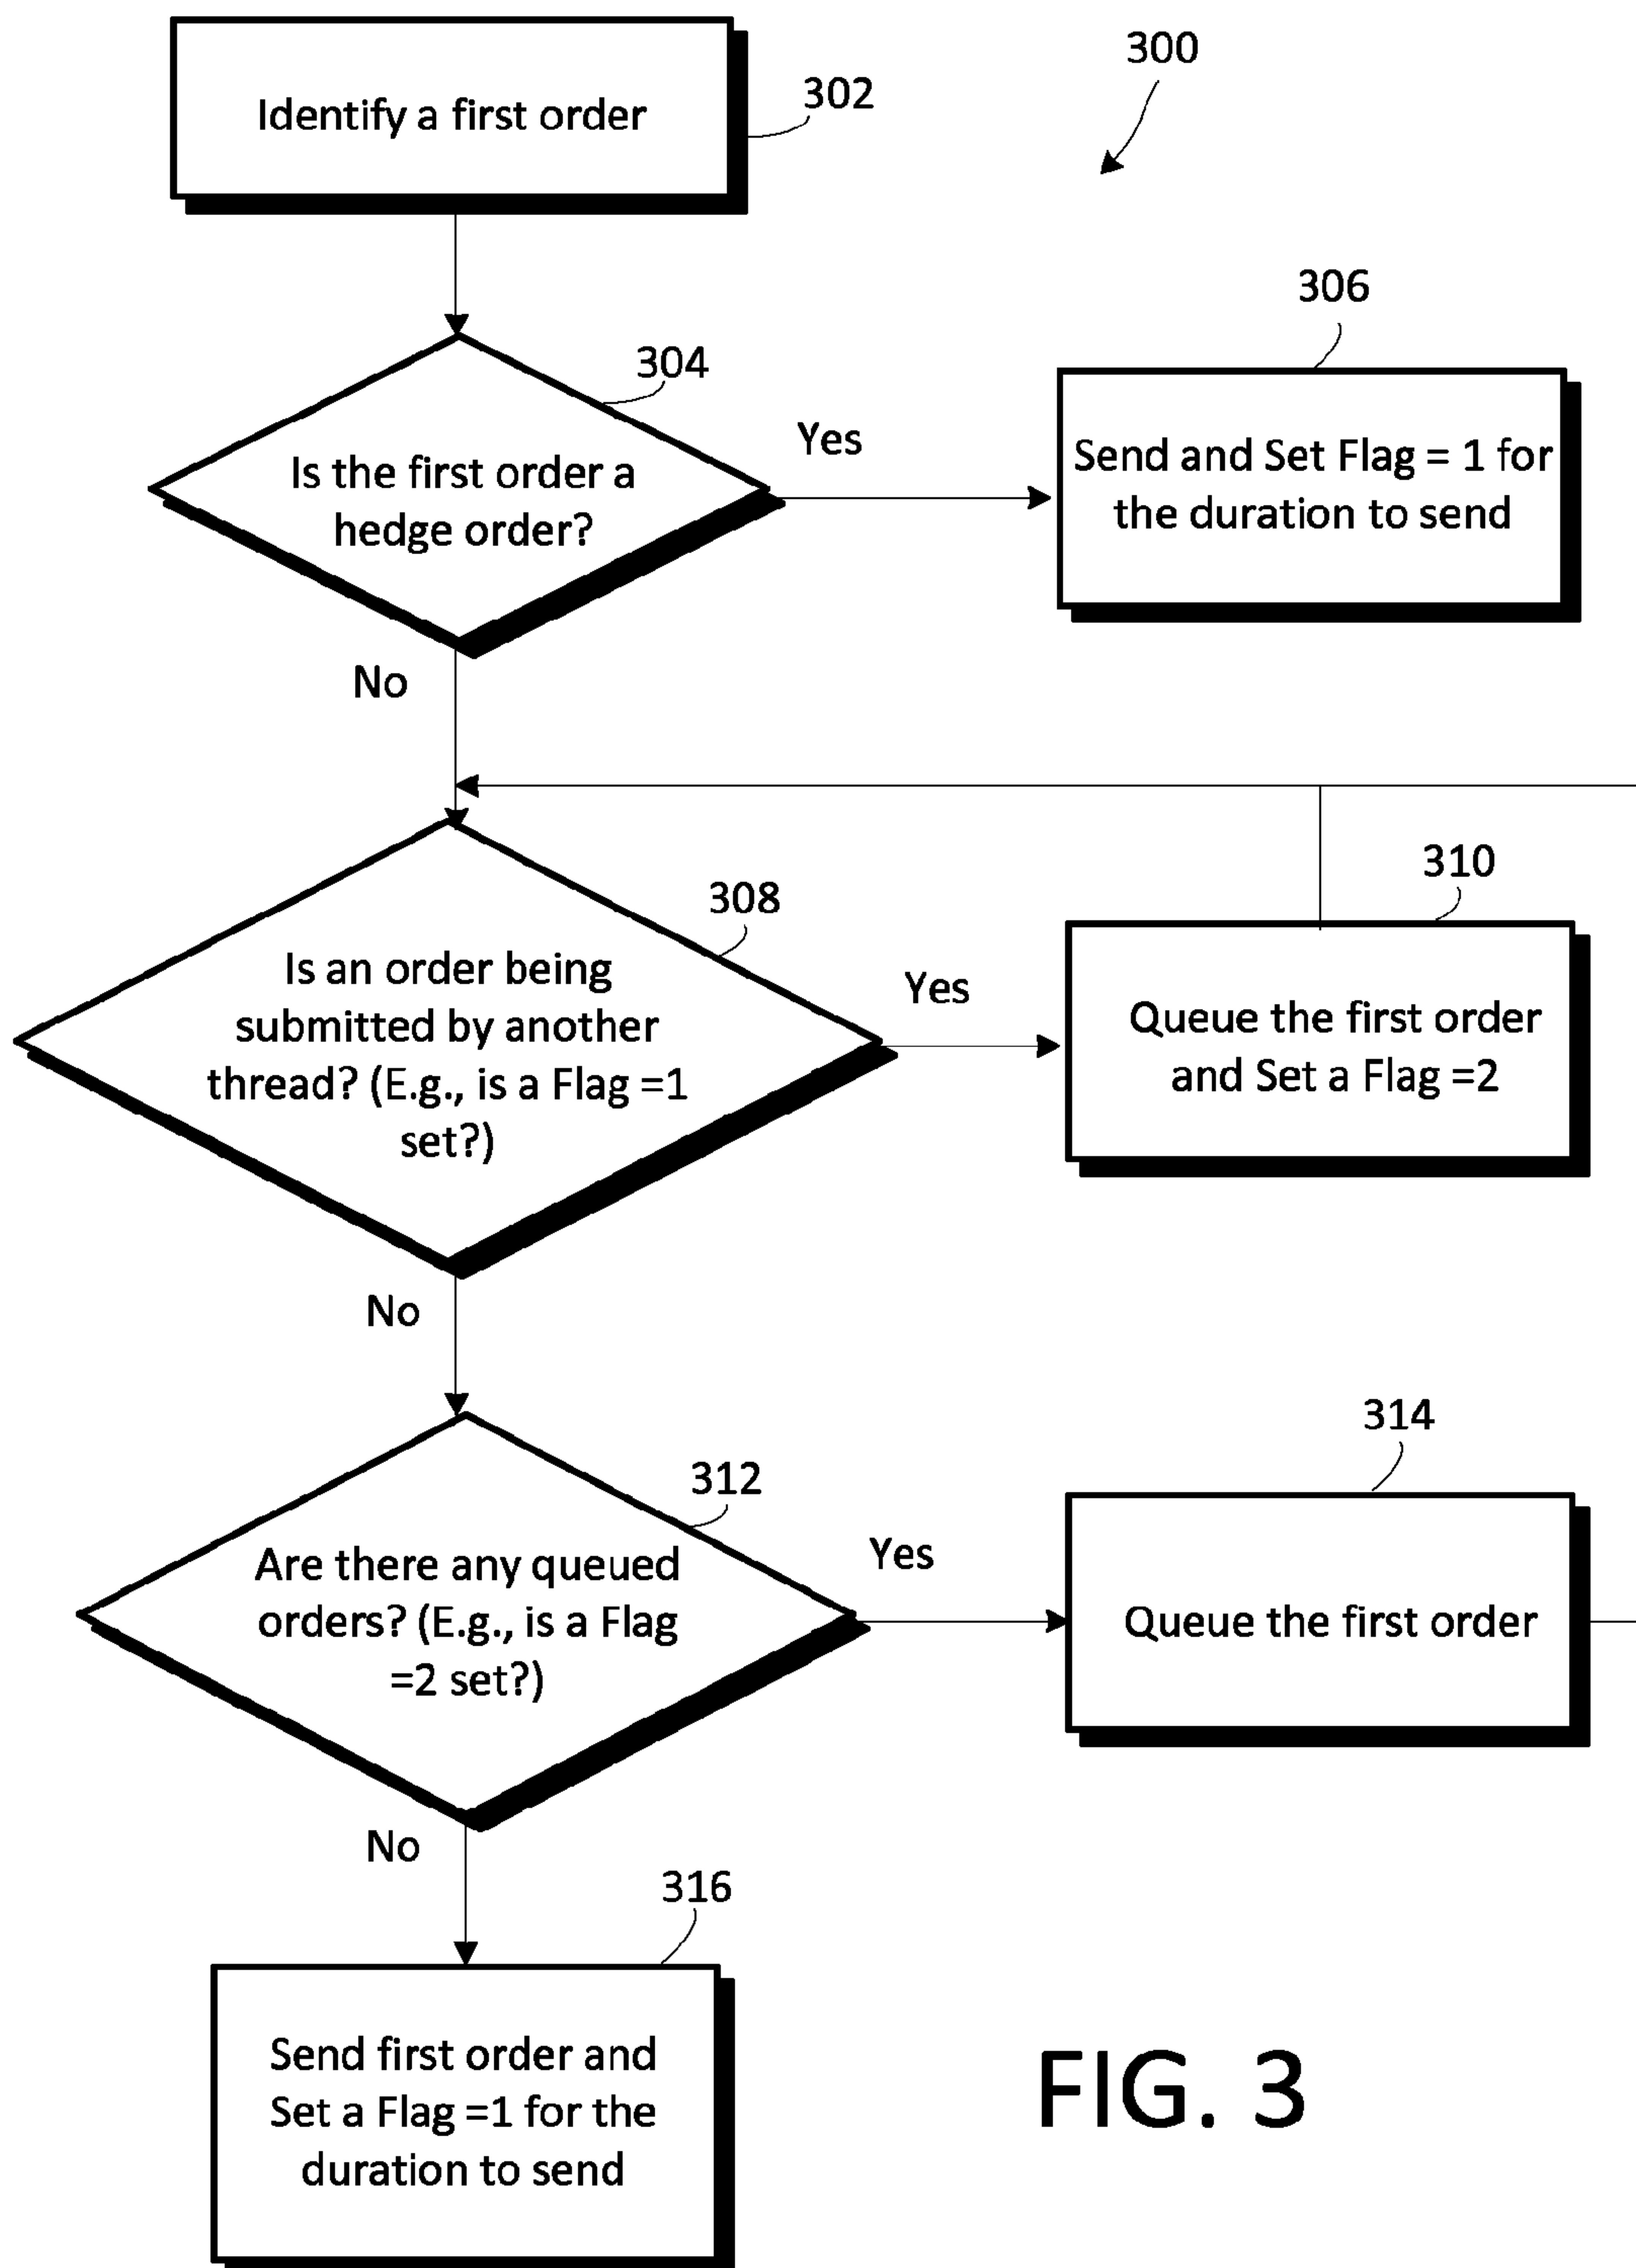 300
Identify a first order
302
304
Is the first order a
hedge order?
Yes
306
Send and Set Flag = 1 for
the duration to send
No
308
Is an order being
submitted by another
thread? (E.g., is a Flag =1
set?)
Yes
310
Queue the first order
and Set a Flag =2
No
312
Are there any queued
orders? (E.g., is a Flag
=2 set?)
Yes
314
Queue the first order
No
316
Send first order and
Set a Flag =1 for the
duration to send
FIG. 3